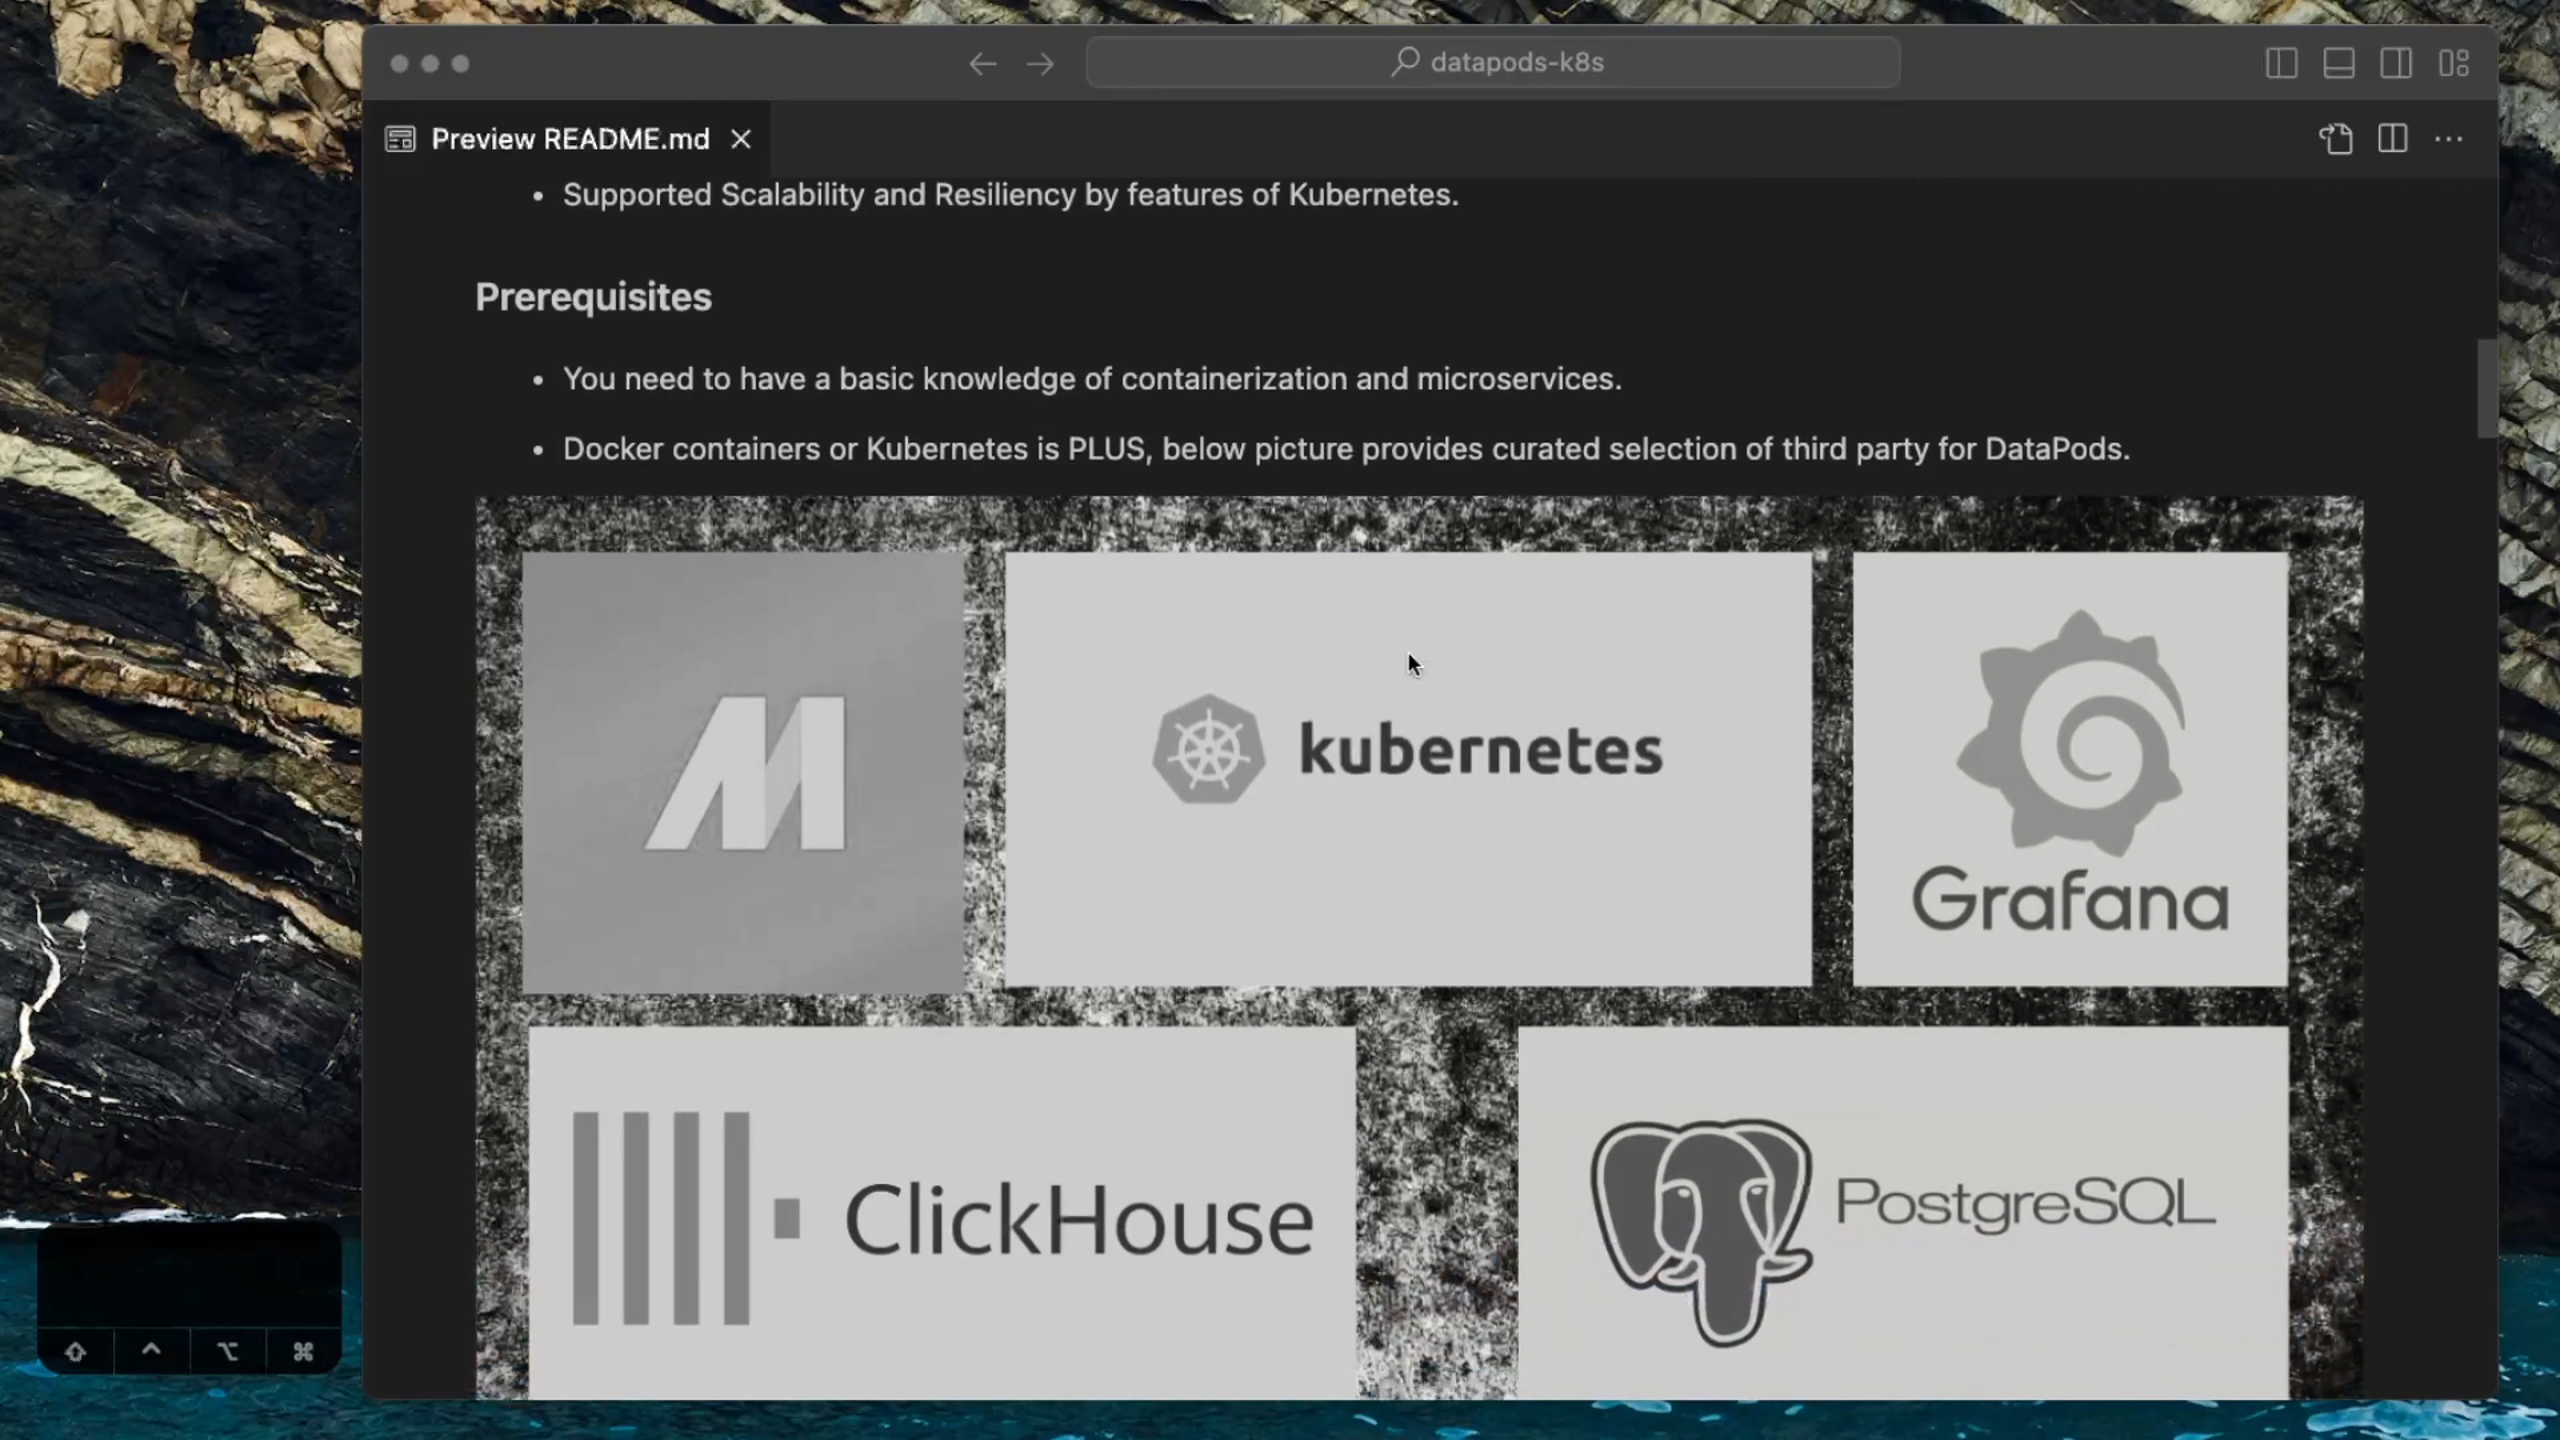 datapods-k8s
Preview README.md
• Supported Scalability and Resiliency by features of Kubernetes.
Prerequisites
• You need to have a basic knowledge of containerization and microservices.
• Docker containers or Kubernetes is PLUS, below picture provides curated selection of third party for DataPods.
kubernetes
Grafana
ClickHouse
PostgreSQL